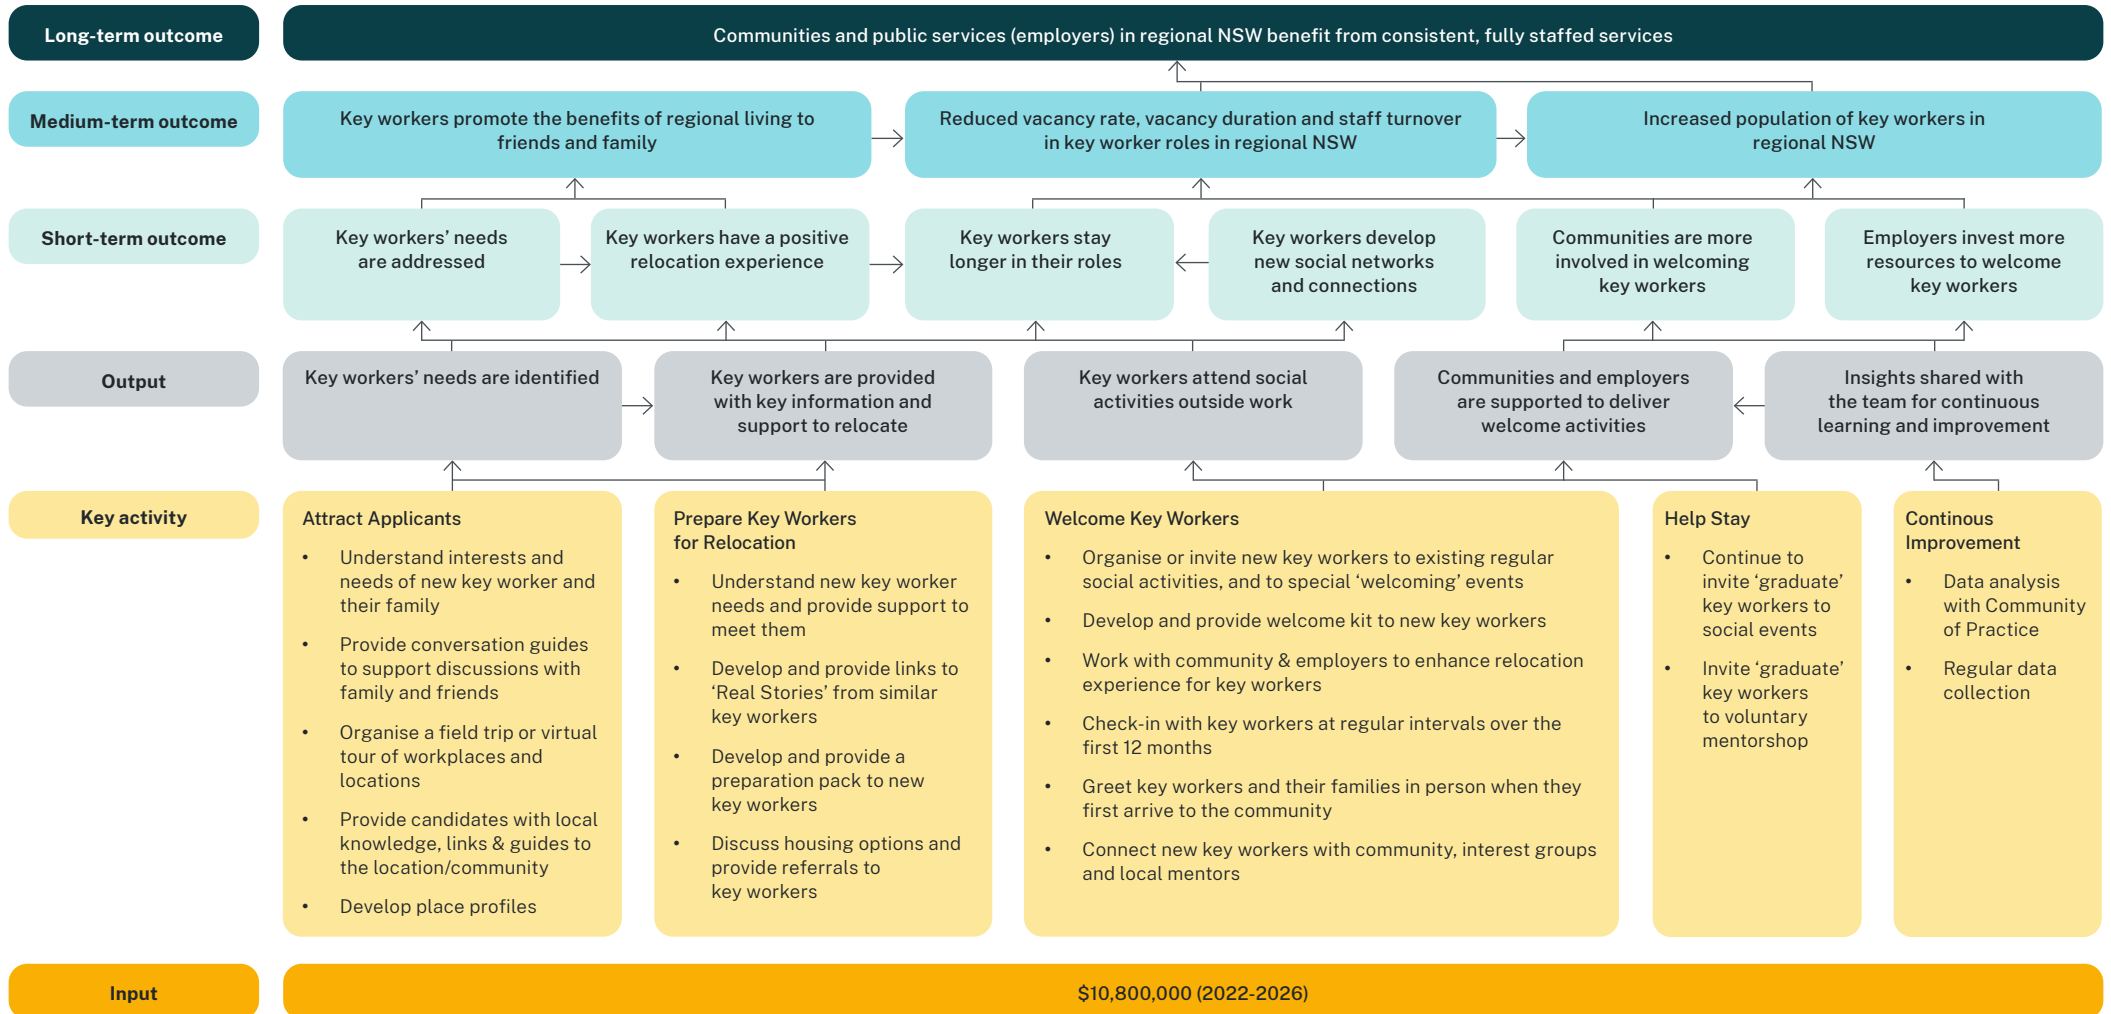 Long-term outcome
Communities and public services (employers) in regional NSW benefit from consistent, fully staffed services
Medium-term outcome
Key workers promote the benefits of regional living to
friends and family
Reduced vacancy rate, vacancy duration and staff turnover
in key worker roles in regional NSW
Increased population of key workers in
regional NSW
Short-term outcome
Key workers’ needs
are addressed
Key workers have a positive
relocation experience
Key workers stay
longer in their roles
Key workers develop
new social networks
and connections
Communities are more
involved in welcoming
key workers
Employers invest more
resources to welcome
key workers
Output
Key workers’ needs are identified
Key workers are provided
with key information and
support to relocate
Key workers attend social
activities outside work
Communities and employers
are supported to deliver
welcome activities
Insights shared with
the team for continuous
learning and improvement
Key activity
Attract Applicants
• Understand interests and
needs of new key worker and
their family
• Provide conversation guides
to support discussions with
family and friends
• Organise a field trip or virtual
tour of workplaces and
locations
• Provide candidates with local
knowledge, links & guides to
the location/community
• Develop place profiles
Prepare Key Workers
for Relocation
• Understand new key worker
needs and provide support to
meet them
• Develop and provide links to
‘Real Stories’ from similar
key workers
• Develop and provide a
preparation pack to new
key workers
• Discuss housing options and
provide referrals to
key workers
Welcome Key Workers
• Organise or invite new key workers to existing regular
social activities, and to special ‘welcoming’ events
• Develop and provide welcome kit to new key workers
• Work with community & employers to enhance relocation
experience for key workers
• Check-in with key workers at regular intervals over the
first 12 months
• Greet key workers and their families in person when they
first arrive to the community
• Connect new key workers with community, interest groups
and local mentors
Help Stay
• Continue to
invite ‘graduate’
key workers to
social events
• Invite ‘graduate’
key workers
to voluntary
mentorshop
Continous
Improvement
• Data analysis
with Community
of Practice
• Regular data
collection
Input
$10,800,000 (2022-2026)